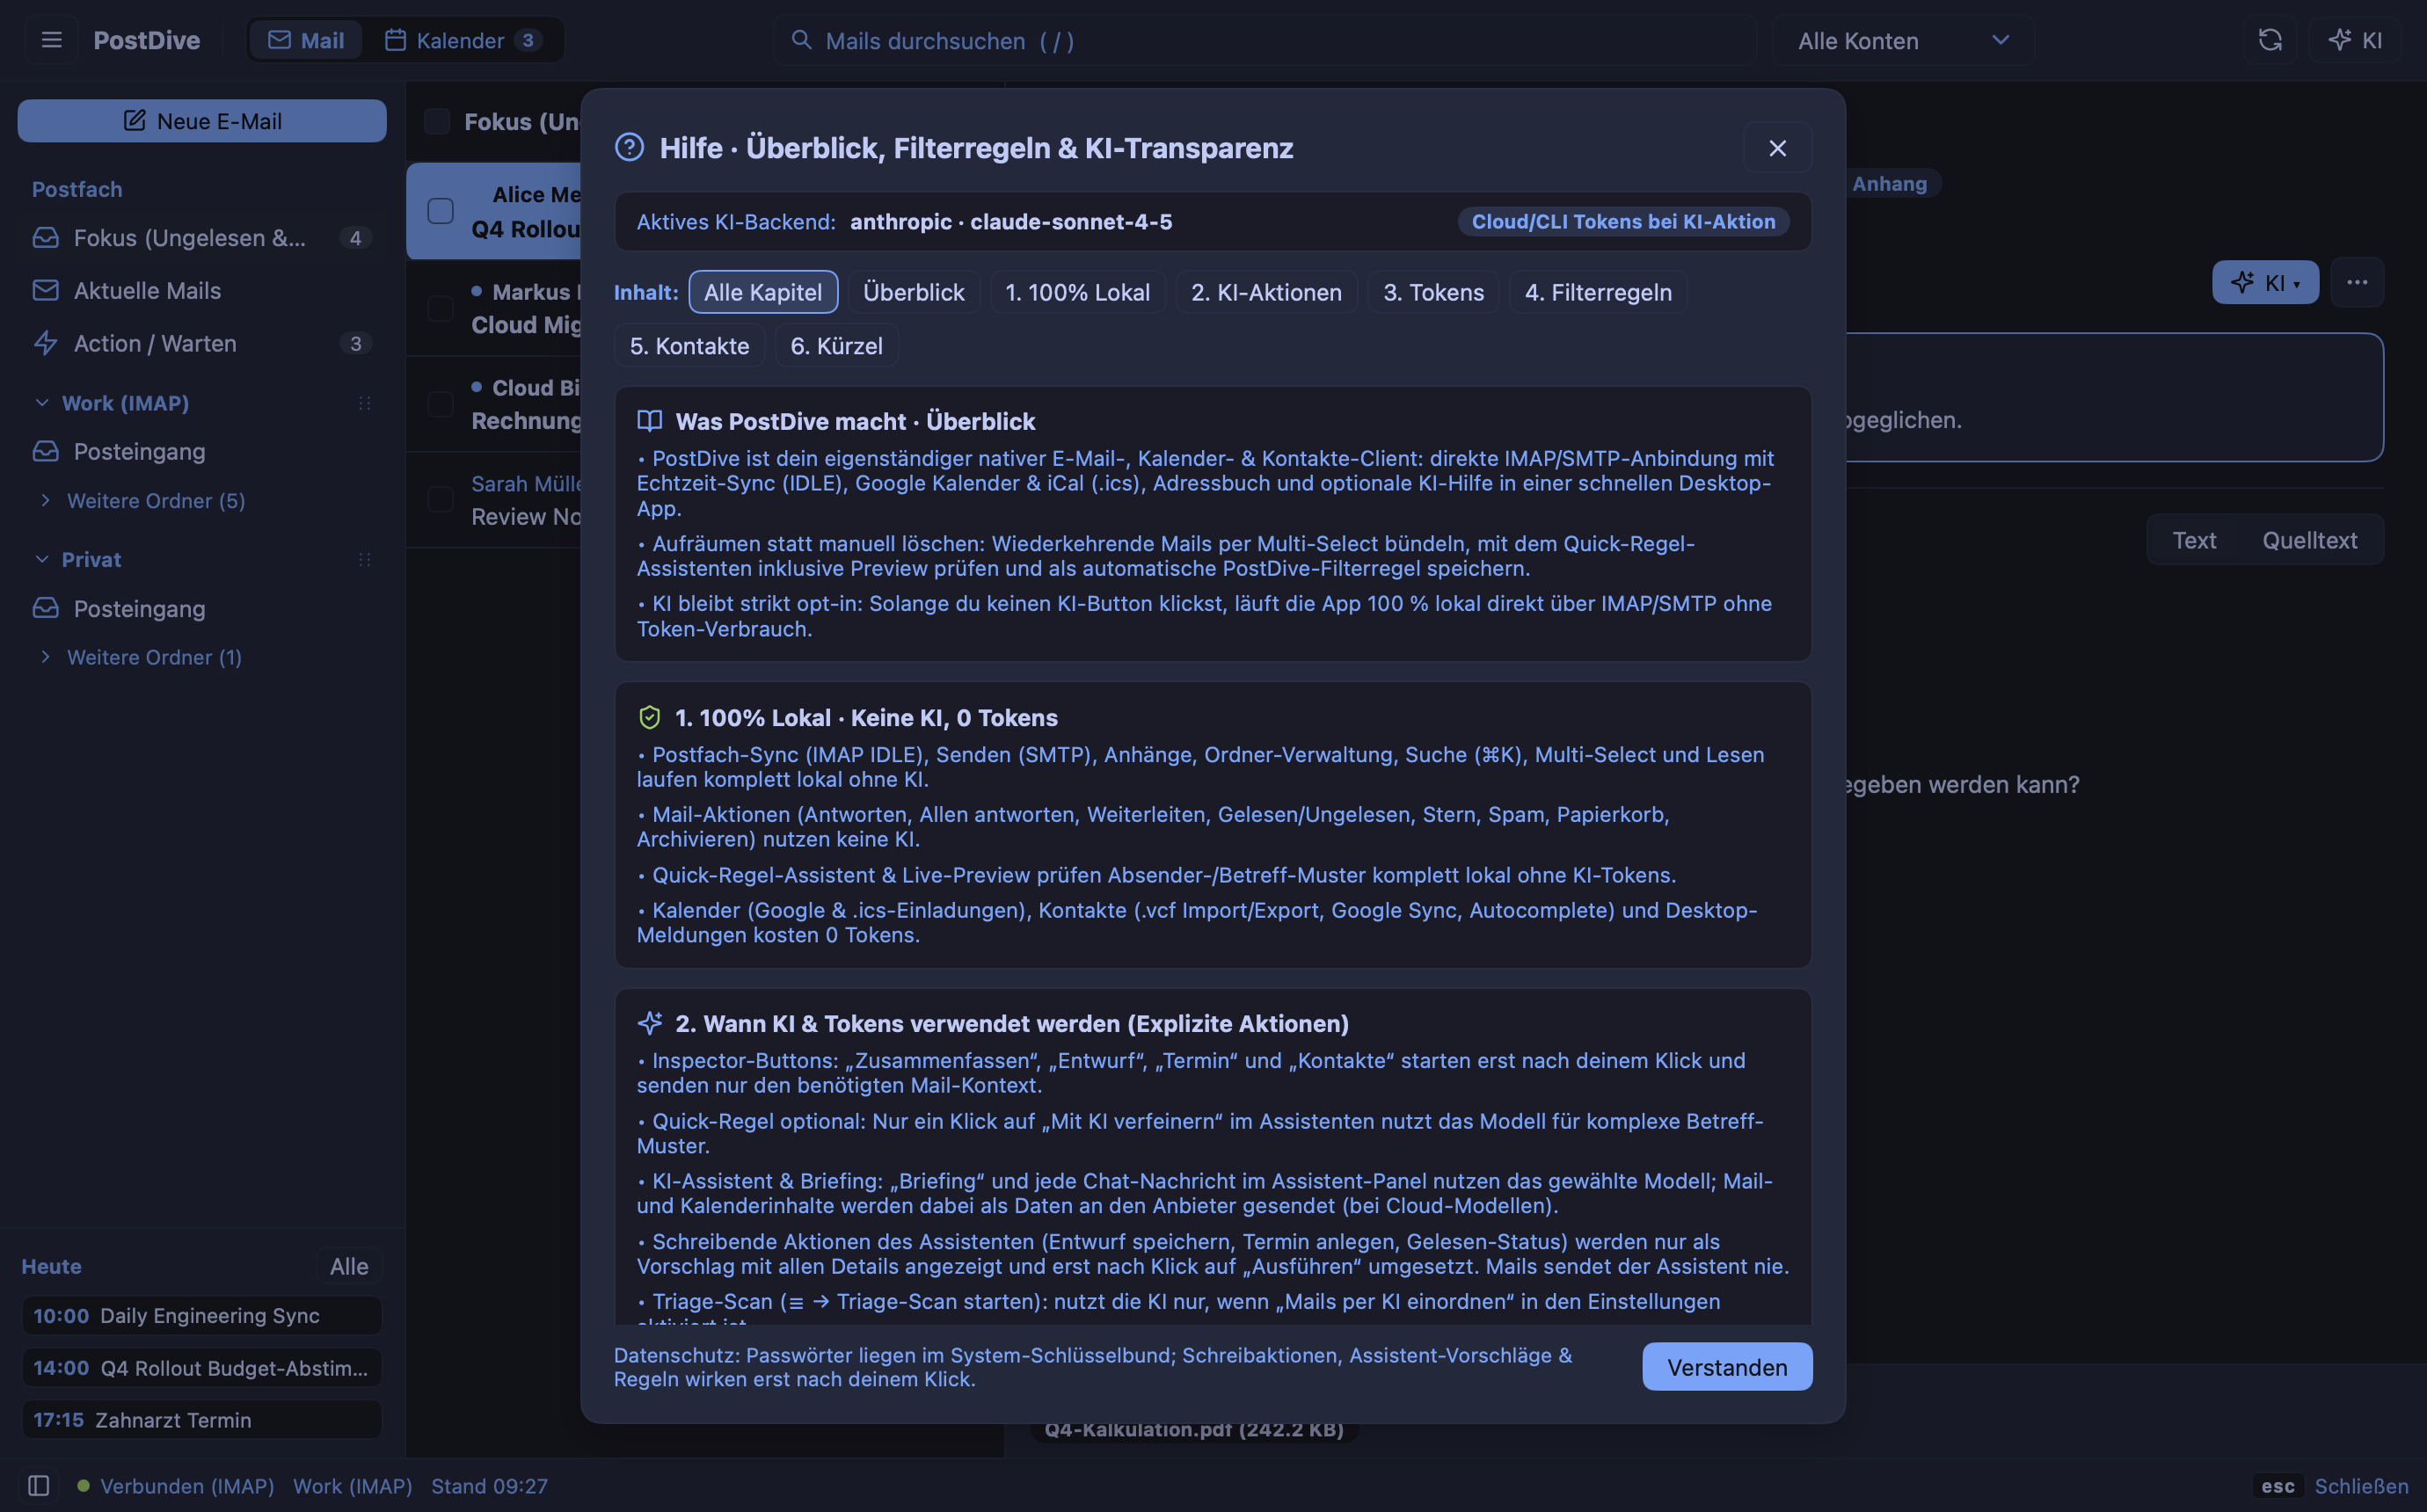 PostDive
Mail
Kalender 3
Mails durchsuchen ( / )
Alle Konten
KI
Neue E-Mail
Postfach
Fokus (Ungelesen &... 4
Aktuelle Mails
Action / Warten 3
Work (IMAP)
Posteingang
Weitere Ordner (5)
Privat
Posteingang
Weitere Ordner (1)
Heute
Alle
10:00 Daily Engineering Sync
14:00 Q4 Rollout Budget-Abstim...
17:15 Zahnarzt Termin
Fokus
Alice
Q4
Markus
Cloud
Cloud
Rechnung
Sarah
Review
Hilfe · Überblick, Filterregeln & KI-Transparenz
Aktives KI-Backend: anthropic · claude-sonnet-4-5
Cloud/CLI Tokens bei KI-Aktion
Inhalt: Alle Kapitel Überblick 1. 100% Lokal 2. KI-Aktionen 3. Tokens 4. Filterregeln
5. Kontakte 6. Kürzel
Was PostDive macht · Überblick
• PostDive ist dein eigenständiger nativer E-Mail-, Kalender- & Kontakte-Client: direkte IMAP/SMTP-Anbindung mit
Echtzeit-Sync (IDLE), Google Kalender & iCal (.ics), Adressbuch und optionale KI-Hilfe in einer schnellen Desktop-
App.
• Aufräumen statt manuell löschen: Wiederkehrende Mails per Multi-Select bündeln, mit dem Quick-Regel-
Assistenten inklusive Preview prüfen und als automatische PostDive-Filterregel speichern.
• KI bleibt strikt opt-in: Solange du keinen KI-Button klickst, läuft die App 100 % lokal direkt über IMAP/SMTP ohne
Token-Verbrauch.
1. 100% Lokal · Keine KI, 0 Tokens
• Postfach-Sync (IMAP IDLE), Senden (SMTP), Anhänge, Ordner-Verwaltung, Suche (⌘K), Multi-Select und Lesen
laufen komplett lokal ohne KI.
• Mail-Aktionen (Antworten, Allen antworten, Weiterleiten, Gelesen/Ungelesen, Stern, Spam, Papierkorb,
Archivieren) nutzen keine KI.
• Quick-Regel-Assistent & Live-Preview prüfen Absender-/Betreff-Muster komplett lokal ohne KI-Tokens.
• Kalender (Google & .ics-Einladungen), Kontakte (.vcf Import/Export, Google Sync, Autocomplete) und Desktop-
Meldungen kosten 0 Tokens.
2. Wann KI & Tokens verwendet werden (Explizite Aktionen)
• Inspector-Buttons: „Zusammenfassen“, „Entwurf“, „Termin“ und „Kontakte“ starten erst nach deinem Klick und
senden nur den benötigten Mail-Kontext.
• Quick-Regel optional: Nur ein Klick auf „Mit KI verfeinern“ im Assistenten nutzt das Modell für komplexe Betreff-
Muster.
• KI-Assistent & Briefing: „Briefing“ und jede Chat-Nachricht im Assistent-Panel nutzen das gewählte Modell; Mail-
und Kalenderinhalte werden dabei als Daten an den Anbieter gesendet (bei Cloud-Modellen).
• Schreibende Aktionen des Assistenten (Entwurf speichern, Termin anlegen, Gelesen-Status) werden nur als
Vorschlag mit allen Details angezeigt und erst nach Klick auf „Ausführen“ umgesetzt. Mails sendet der Assistent nie.
• Triage-Scan (≡ → Triage-Scan starten): nutzt die KI nur, wenn „Mails per KI einordnen“ in den Einstellungen
Datenschutz: Passwörter liegen im System-Schlüsselbund; Schreibaktionen, Assistent-Vorschläge &
Regeln wirken erst nach deinem Klick.
Verstanden
Anhang
KI ▾
Text
Quelltext
werden kann?
Q4-Kalkulation.pdf (242.2 KB)
Verbunden (IMAP) Work (IMAP) Stand 09:27
esc Schließen